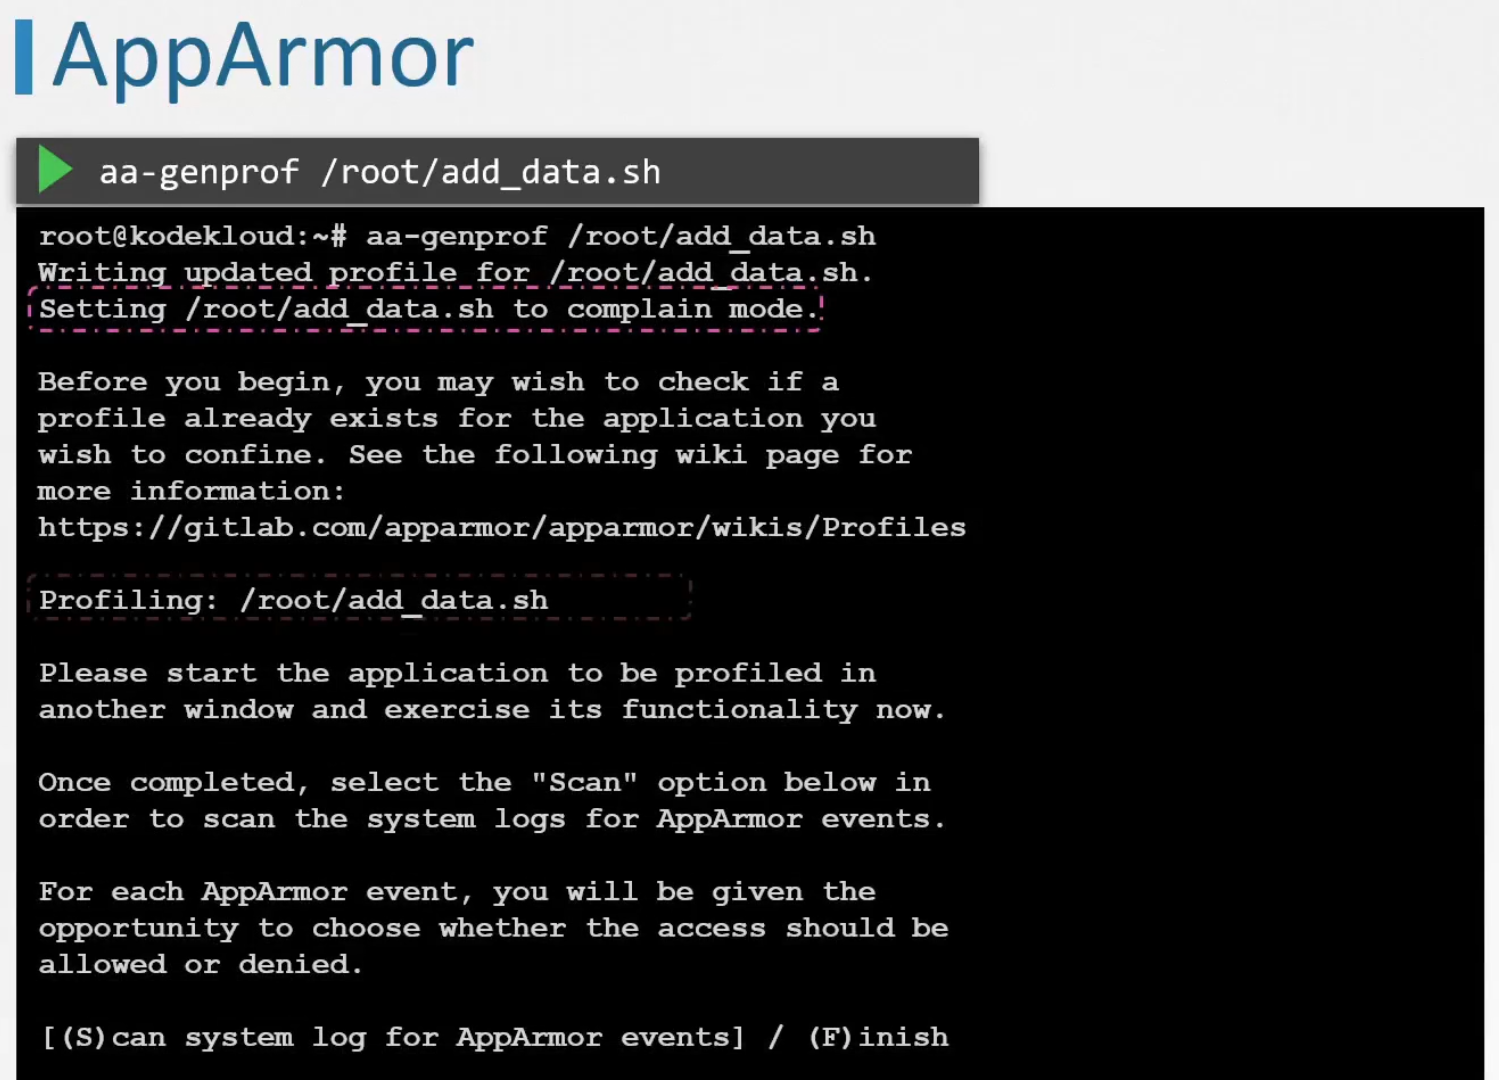 AppArmor
aa-genprof /root/add_data.sh
root@kodekloud:~# aa-genprof /root/add_data.sh
Writing updated profile for /root/add_data.sh.
Setting /root/add_data.sh to complain mode.
Before you begin, you may wish to check if a
profile already exists for the application you
wish to confine. See the following wiki page for
more information:
https://gitlab.com/apparmor/apparmor/wikis/Profiles
Profiling: /root/add_data.sh
Please start the application to be profiled in
another window and exercise its functionality now.
Once completed, select the "Scan" option below in
order to scan the system logs for AppArmor events.
For each AppArmor event, you will be given the
opportunity to choose whether the access should be
allowed or denied.
[(S)can system log for AppArmor events] / (F)inish